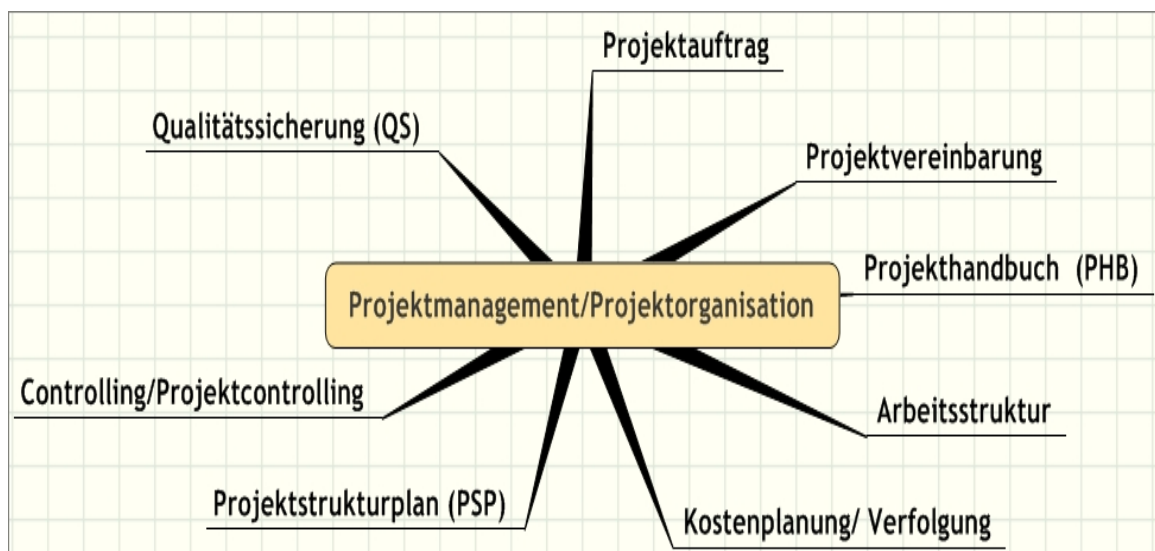 Projektauftrag
Qualitätssicherung (QS)
Projektvereinbarung
Projekthandbuch (PHB)
Projektmanagement/Projektorganisation
Controlling/Projektcontrolling
Arbeitsstruktur
Projektstrukturplan (PSP)
Kostenplanung/ Verfolgung